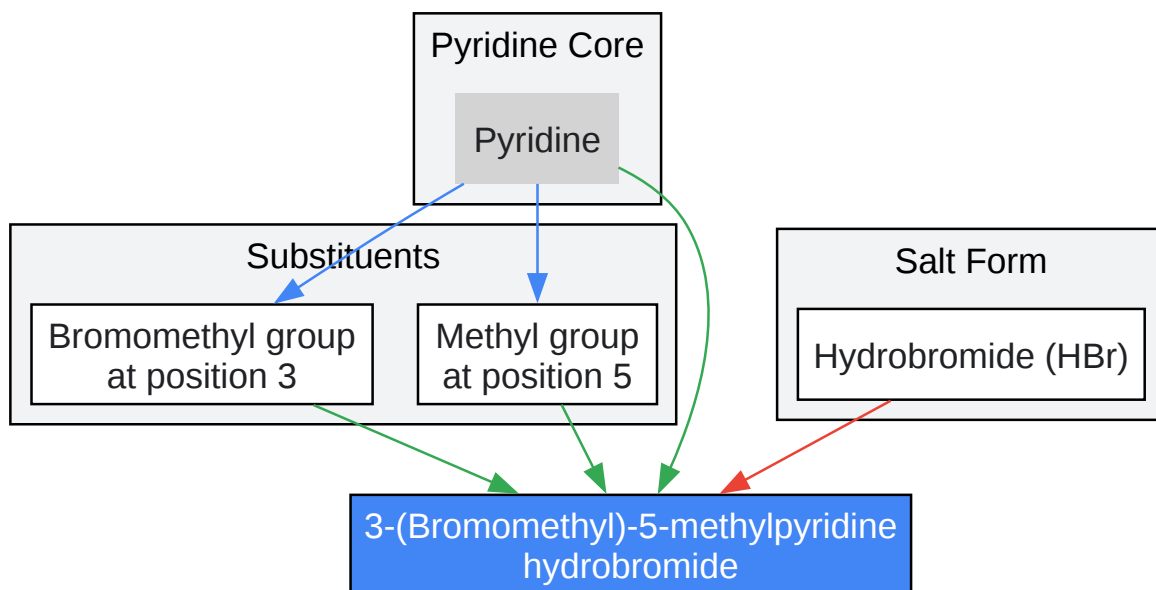 Pyridine Core
Pyridine
Substituents
Bromomethyl group
at position 3
Methyl group
at position 5
Salt Form
Hydrobromide (HBr)
3-(Bromomethyl)-5-methylpyridine
hydrobromide